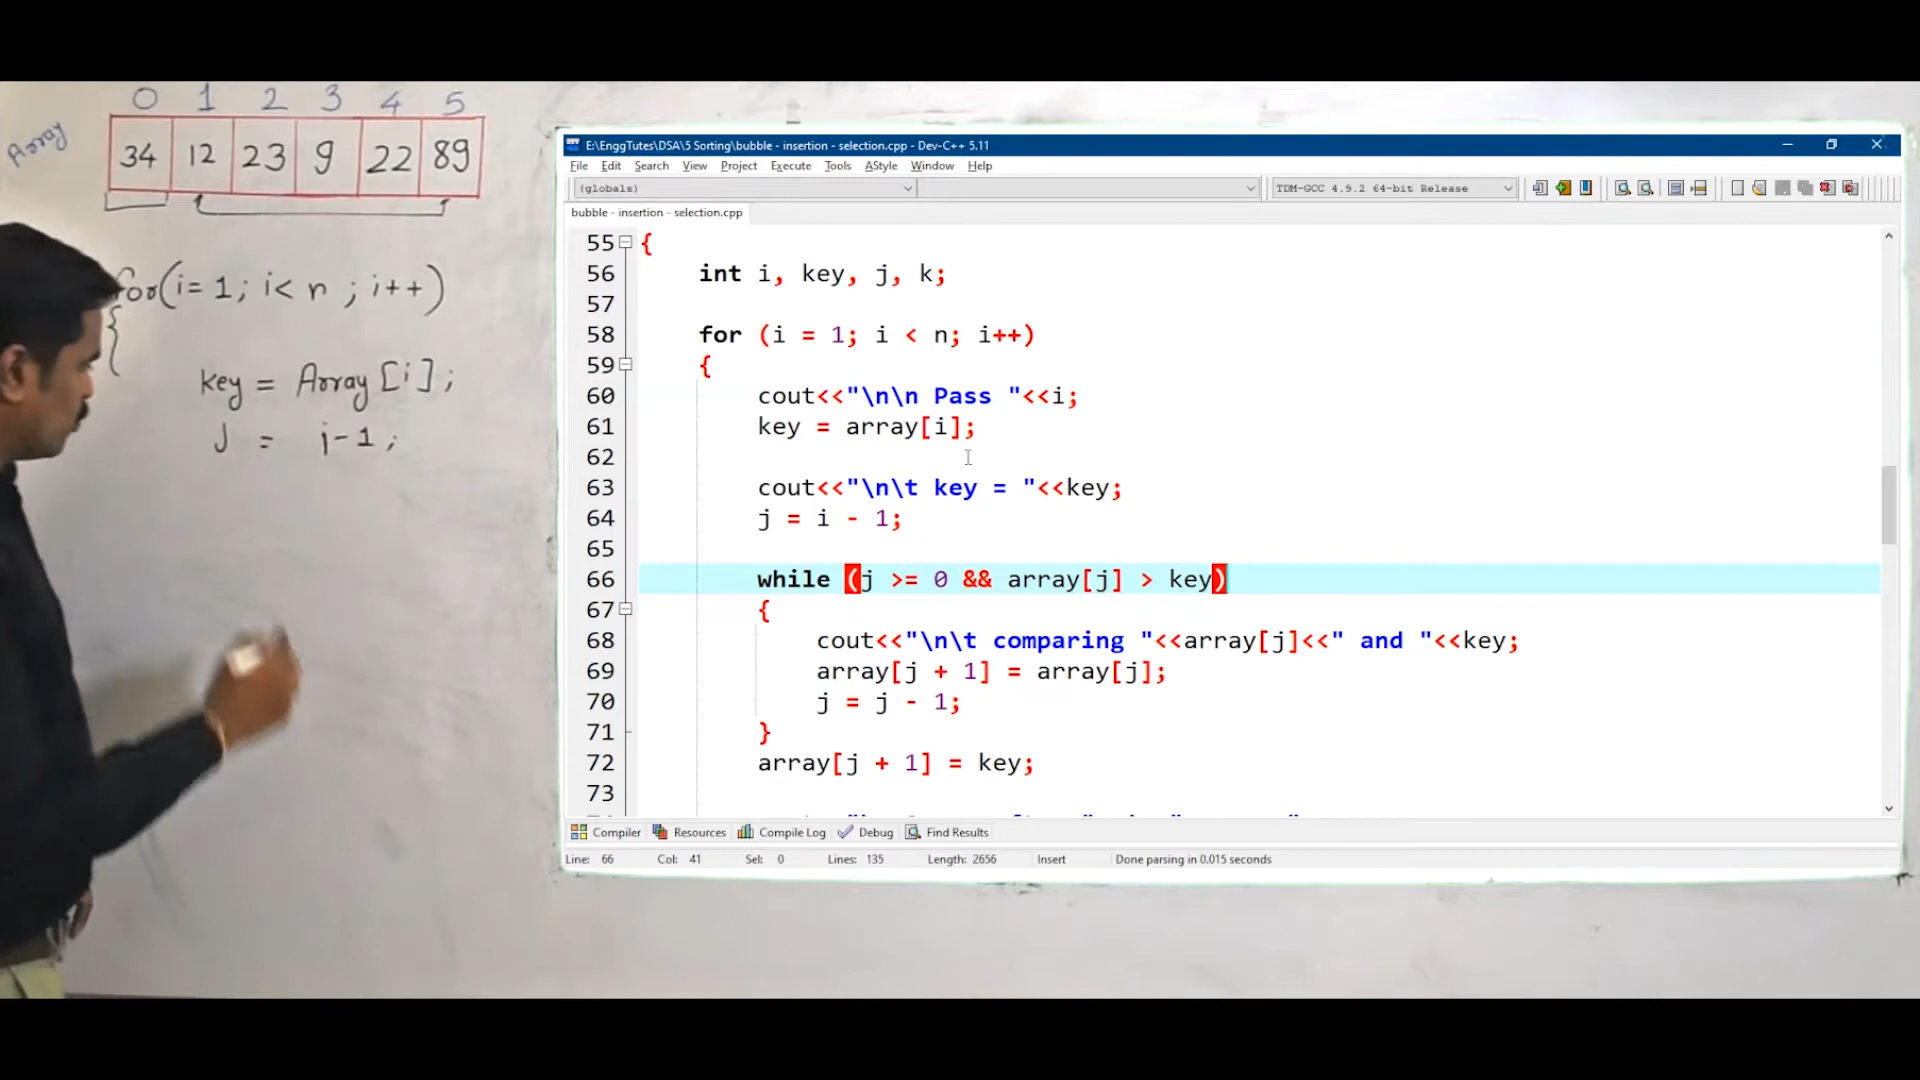 0 1 2 3 4 5
Array
34 12 23 9 22 89
for(i=1; i<n ; i++)
{
key = Array[i];
j = i-1;
E:\EnggTutes\DSA\5 Sorting\bubble - insertion - selection.cpp - Dev-C++ 5.11
File Edit Search View Project Execute Tools AStyle Window Help
(globals) TDM-GCC 4.9.2 64-bit Release
bubble - insertion - selection.cpp
55 {
56 int i, key, j, k;
57
58 for (i = 1; i < n; i++)
59 {
60 cout<<"\n\n Pass "<<i;
61 key = array[i];
62
63 cout<<"\n\t key = "<<key;
64 j = i - 1;
65
66 while (j >= 0 && array[j] > key)
67 {
68 cout<<"\n\t comparing "<<array[j]<<" and "<<key;
69 array[j + 1] = array[j];
70 j = j - 1;
71 }
72 array[j + 1] = key;
73
Compiler Resources Compile Log Debug Find Results
Line: 66 Col: 41 Sel: 0 Lines: 135 Length: 2656 Insert Done parsing in 0.015 seconds